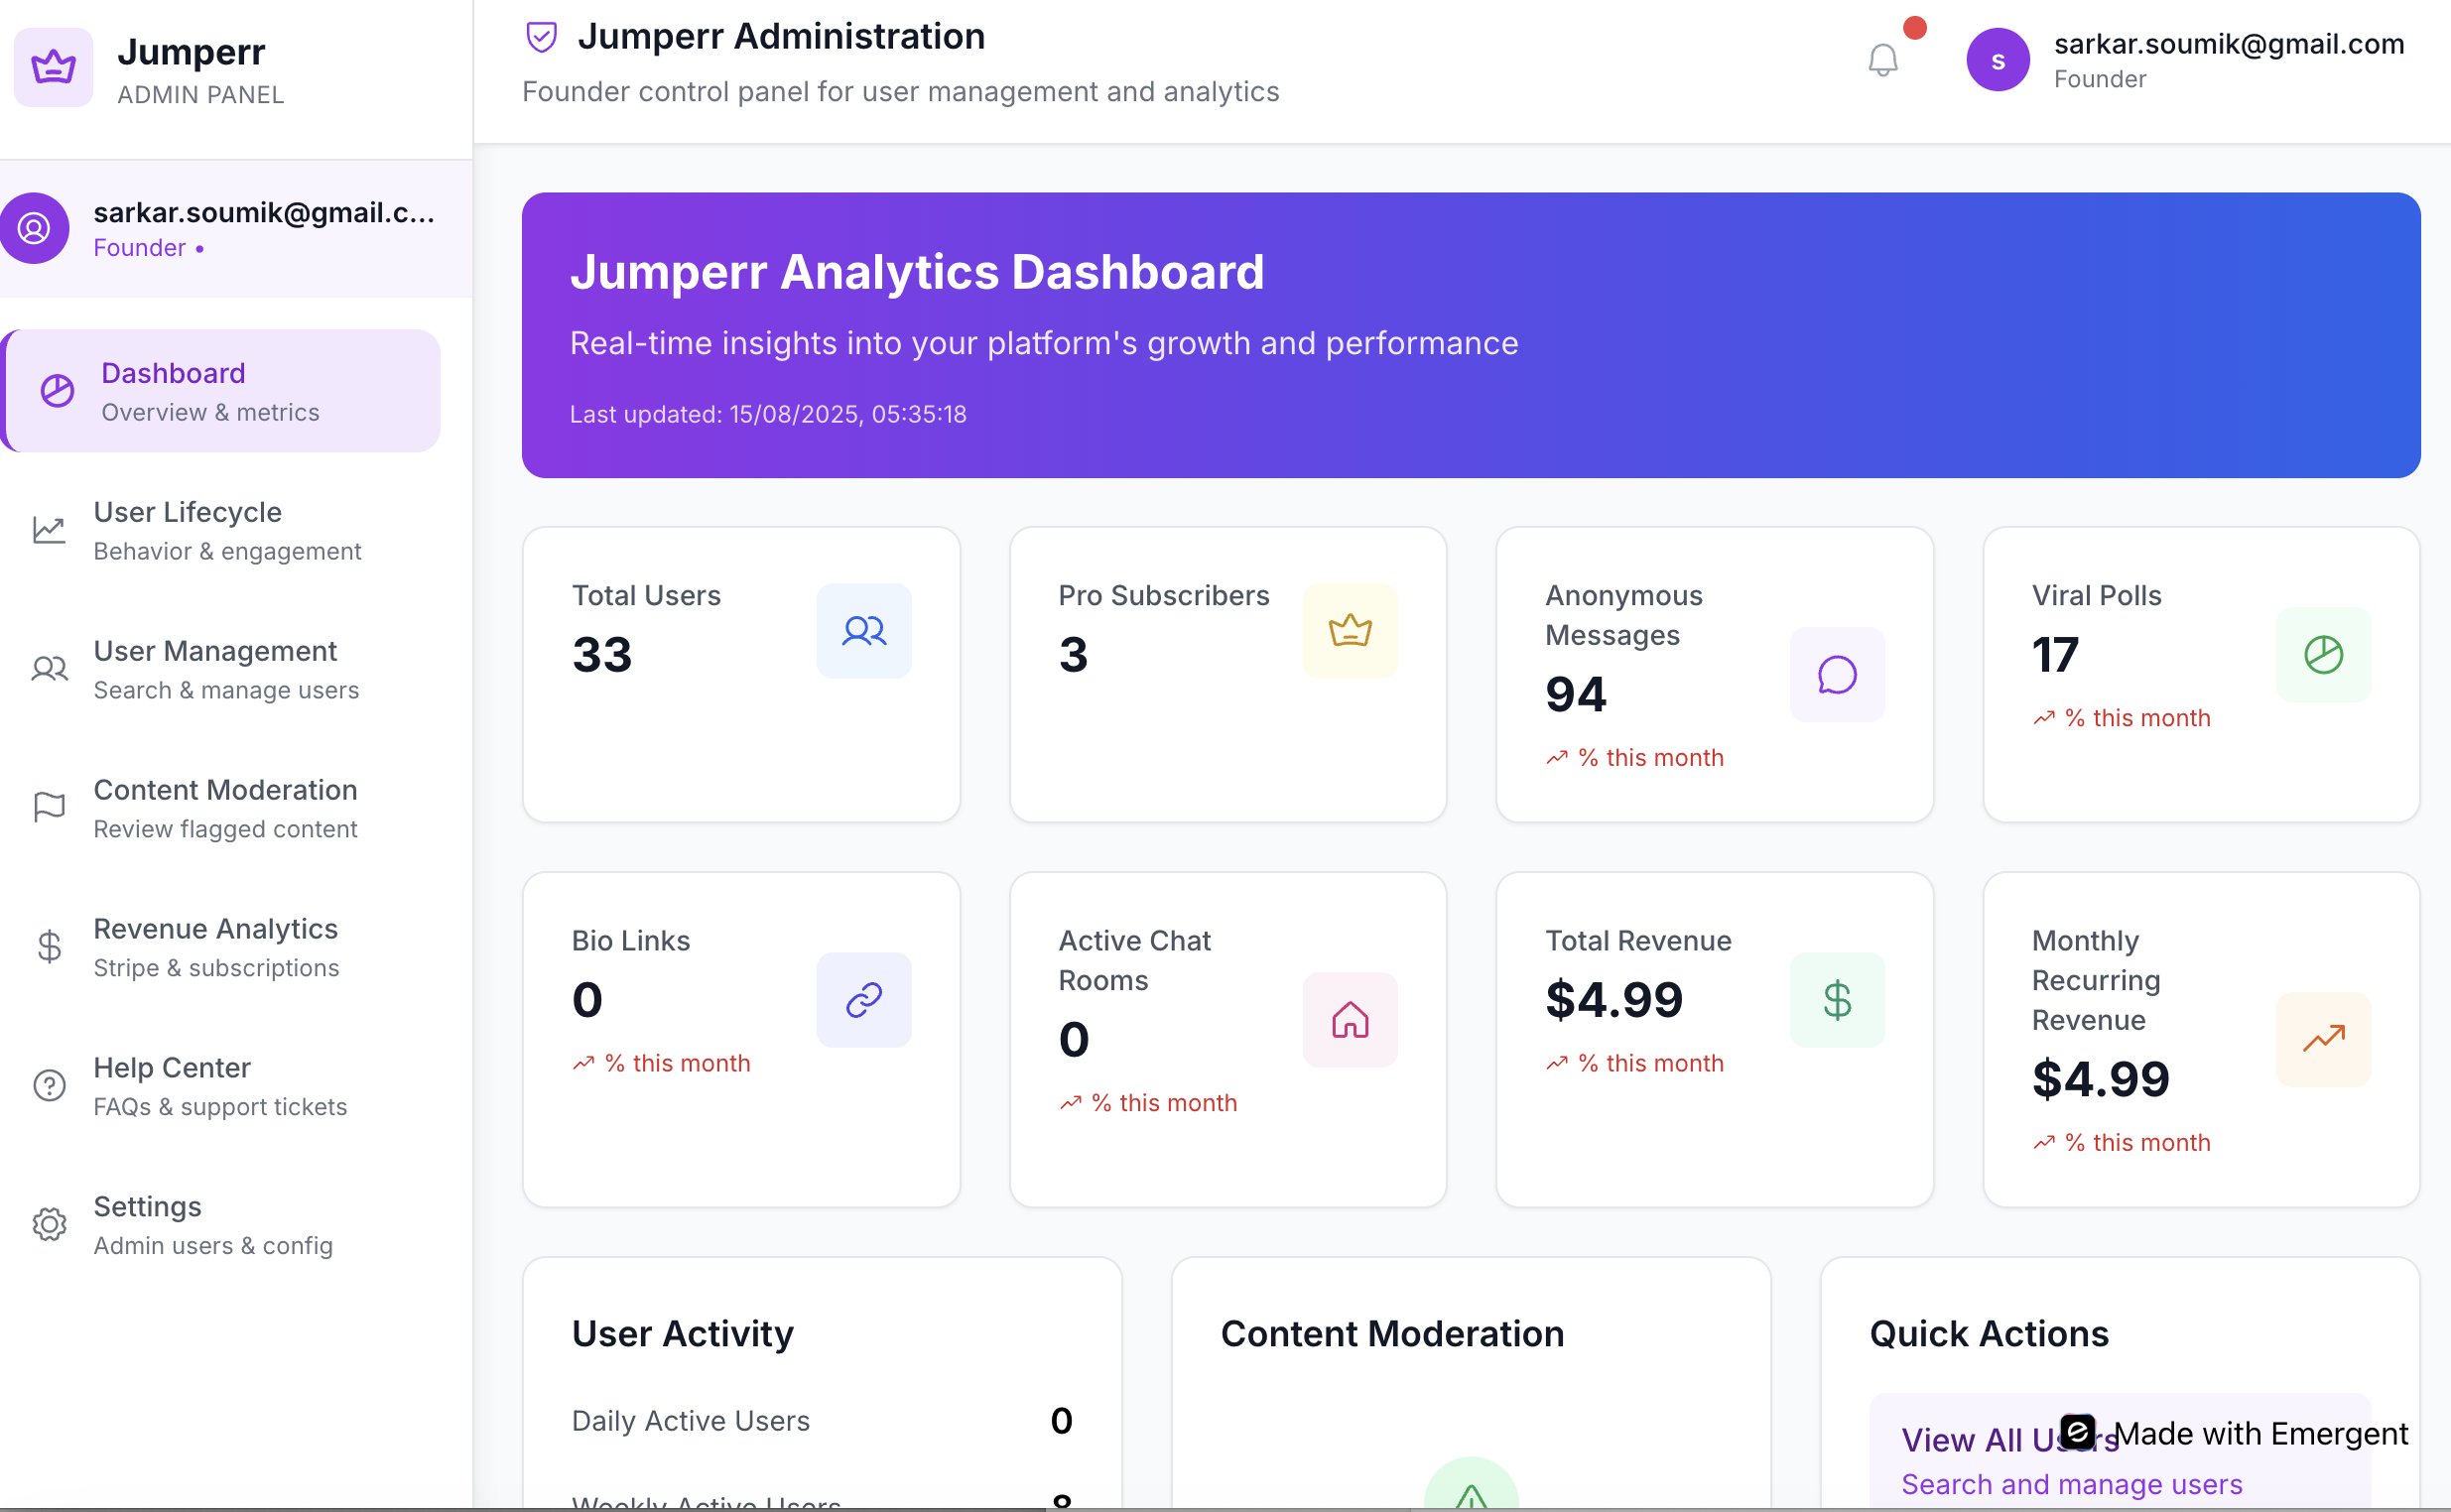 Jumperr
ADMIN PANEL
sarkar.soumik@gmail.c...
Founder •
Dashboard
Overview & metrics
User Lifecycle
Behavior & engagement
User Management
Search & manage users
Content Moderation
Review flagged content
Revenue Analytics
Stripe & subscriptions
Help Center
FAQs & support tickets
Settings
Admin users & config
Jumperr Administration
Founder control panel for user management and analytics
s
sarkar.soumik@gmail.com
Founder
Jumperr Analytics Dashboard
Real-time insights into your platform's growth and performance
Last updated: 15/08/2025, 05:35:18
Total Users
33
Pro Subscribers
3
Anonymous
Messages
94
% this month
Viral Polls
17
% this month
Bio Links
0
% this month
Active Chat
Rooms
0
% this month
Total Revenue
$4.99
% this month
Monthly
Recurring
Revenue
$4.99
% this month
User Activity
Daily Active Users
0
Weekly Active Users
8
Content Moderation
Quick Actions
View All Users
Made with Emergent
Search and manage users